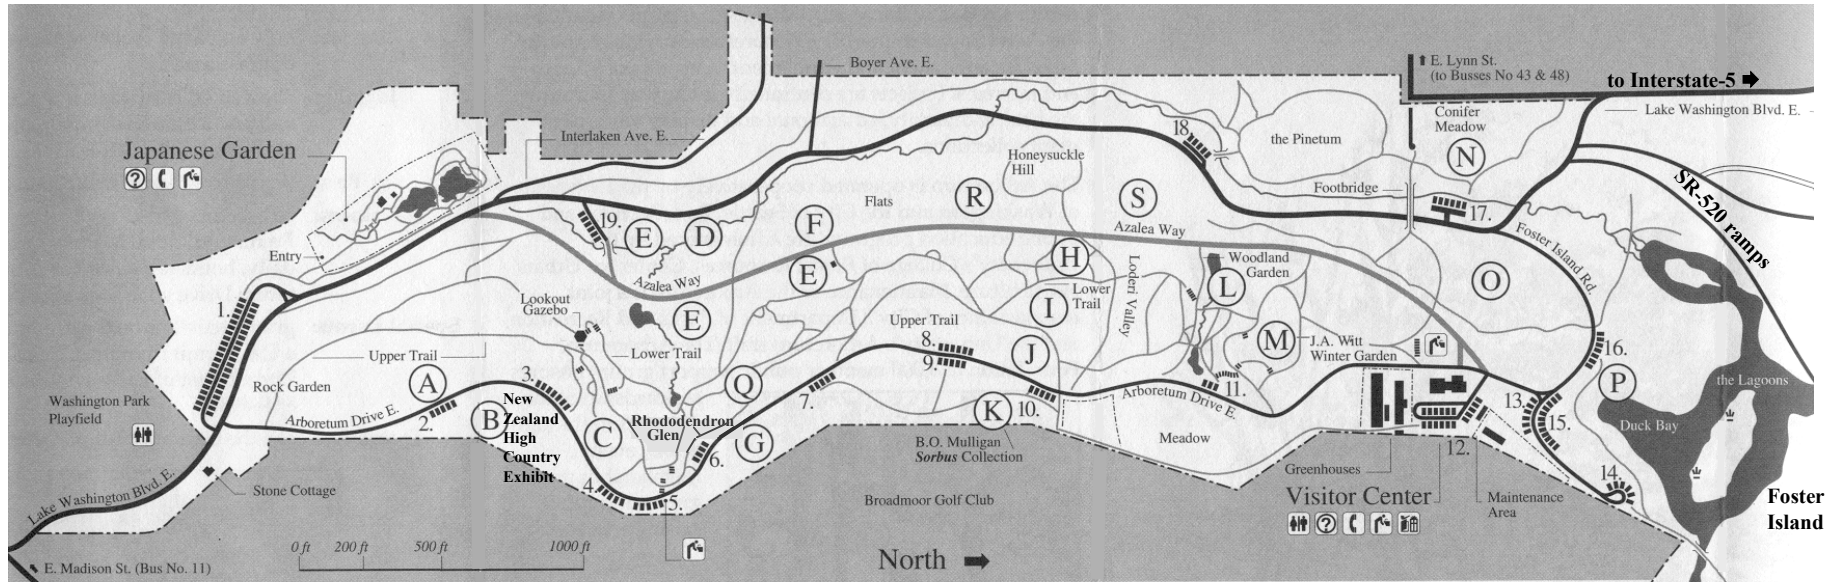 E. Lynn St.
(to Busses No 43 & 48)
to Interstate-5
Boyer Ave. E.
Lake Washington Blvd. E.
Interlaken Ave. E.
Conifer
Meadow
N
18.
the Pinetum
Japanese Garden
Honeysuckle
Hill
SR-520 ramps
Footbridge
17.
R
S
Flats
19.
E
D
F
Azalea Way
Foster Island Rd.
Entry
H
Woodland
Garden
E
Azalea Way
Lower
Trail
Loderi Valley
L
O
I
Lookout
Gazebo
1.
E
Upper Trail
8.
9.
J
M
J.A. Witt
Winter Garden
16.
Upper Trail
Lower Trail
Rock Garden
A
3.
Q
7.
11.
P
the Lagoons
Washington Park
Playfield
New
Zealand
High
Country
Exhibit
Arboretum Drive E.
2.
B
Rhododendron
Glen
K
10.
Arboretum Drive E.
13.
15.
Duck Bay
C
G
6.
B.O. Mulligan
Sorbus Collection
Meadow
12.
Greenhouses
Lake Washington Blvd. E.
Stone Cottage
4.
5.
Broadmoor Golf Club
Visitor Center
Maintenance
Area
14.
Foster
Island
0 ft
200 ft
500 ft
1000 ft
North
E. Madison St. (Bus No. 11)